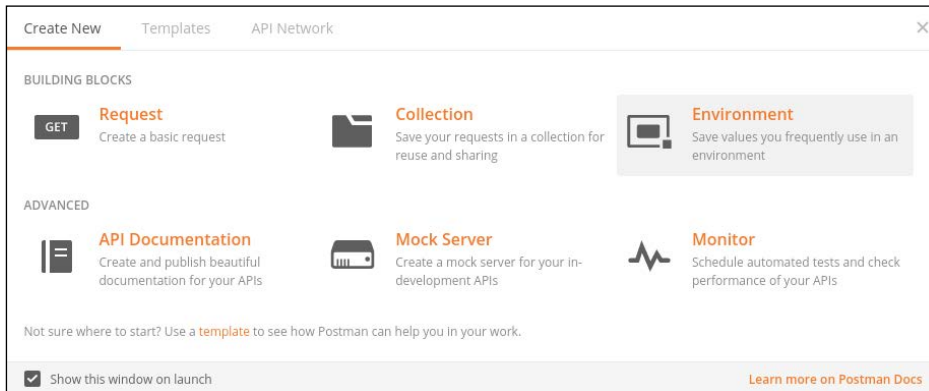 Create New Templates API Network
BUILDING BLOCKS
GET Request Collection Environment
Create a basic request Save your requests in a collection for Save values you frequently use in an
reuse and sharing environment
ADVANCED
API Documentation Mock Server Monitor
Create and publish beautiful Create a mock server for your in- Schedule automated tests and check
documentation for your APIs development APIs performance of your APIs
Not sure where to start? Use a template to see how Postman can help you in your work.
Show this window on launch Learn more on Postman Docs